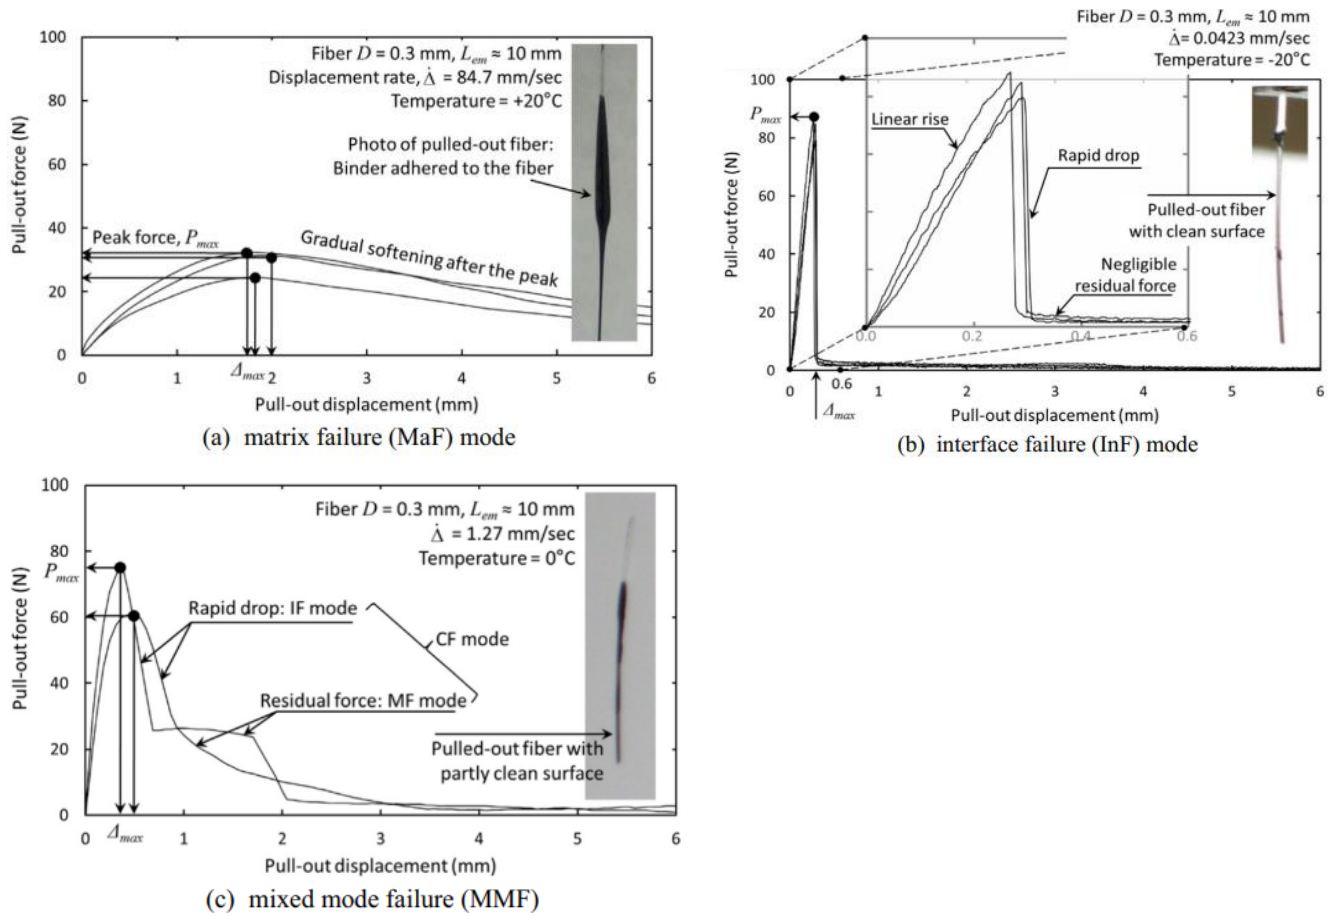 100
80
60
40
20
0
Pull-out force (N)
Fiber D = 0.3 mm, Lem ≈ 10 mm
Displacement rate, Δ̇ = 84.7 mm/sec
Temperature = +20°C
Photo of pulled-out fiber:
Binder adhered to the fiber
Peak force, Pmax
Gradual softening after the peak
0 1 2 3 4 5 6
Δmax
Pull-out displacement (mm)
(a) matrix failure (MaF) mode
Fiber D = 0.3 mm, Lem ≈ 10 mm
Δ̇ = 0.0423 mm/sec
Temperature = -20°C
100
80
60
40
20
0
Pull-out force (N)
Pmax
Linear rise
Rapid drop
Pulled-out fiber
with clean surface
Negligible
residual force
0.0 0.2 0.4 0.6
0 0.6 1 2 3 4 5 6
Δmax
Pull-out displacement (mm)
(b) interface failure (InF) mode
100
80
60
40
20
0
Pull-out force (N)
Fiber D = 0.3 mm, Lem ≈ 10 mm
Δ̇ = 1.27 mm/sec
Temperature = 0°C
Pmax
Rapid drop: IF mode
CF mode
Residual force: MF mode
Pulled-out fiber with
partly clean surface
0 1 2 3 4 5 6
Δmax
Pull-out displacement (mm)
(c) mixed mode failure (MMF)